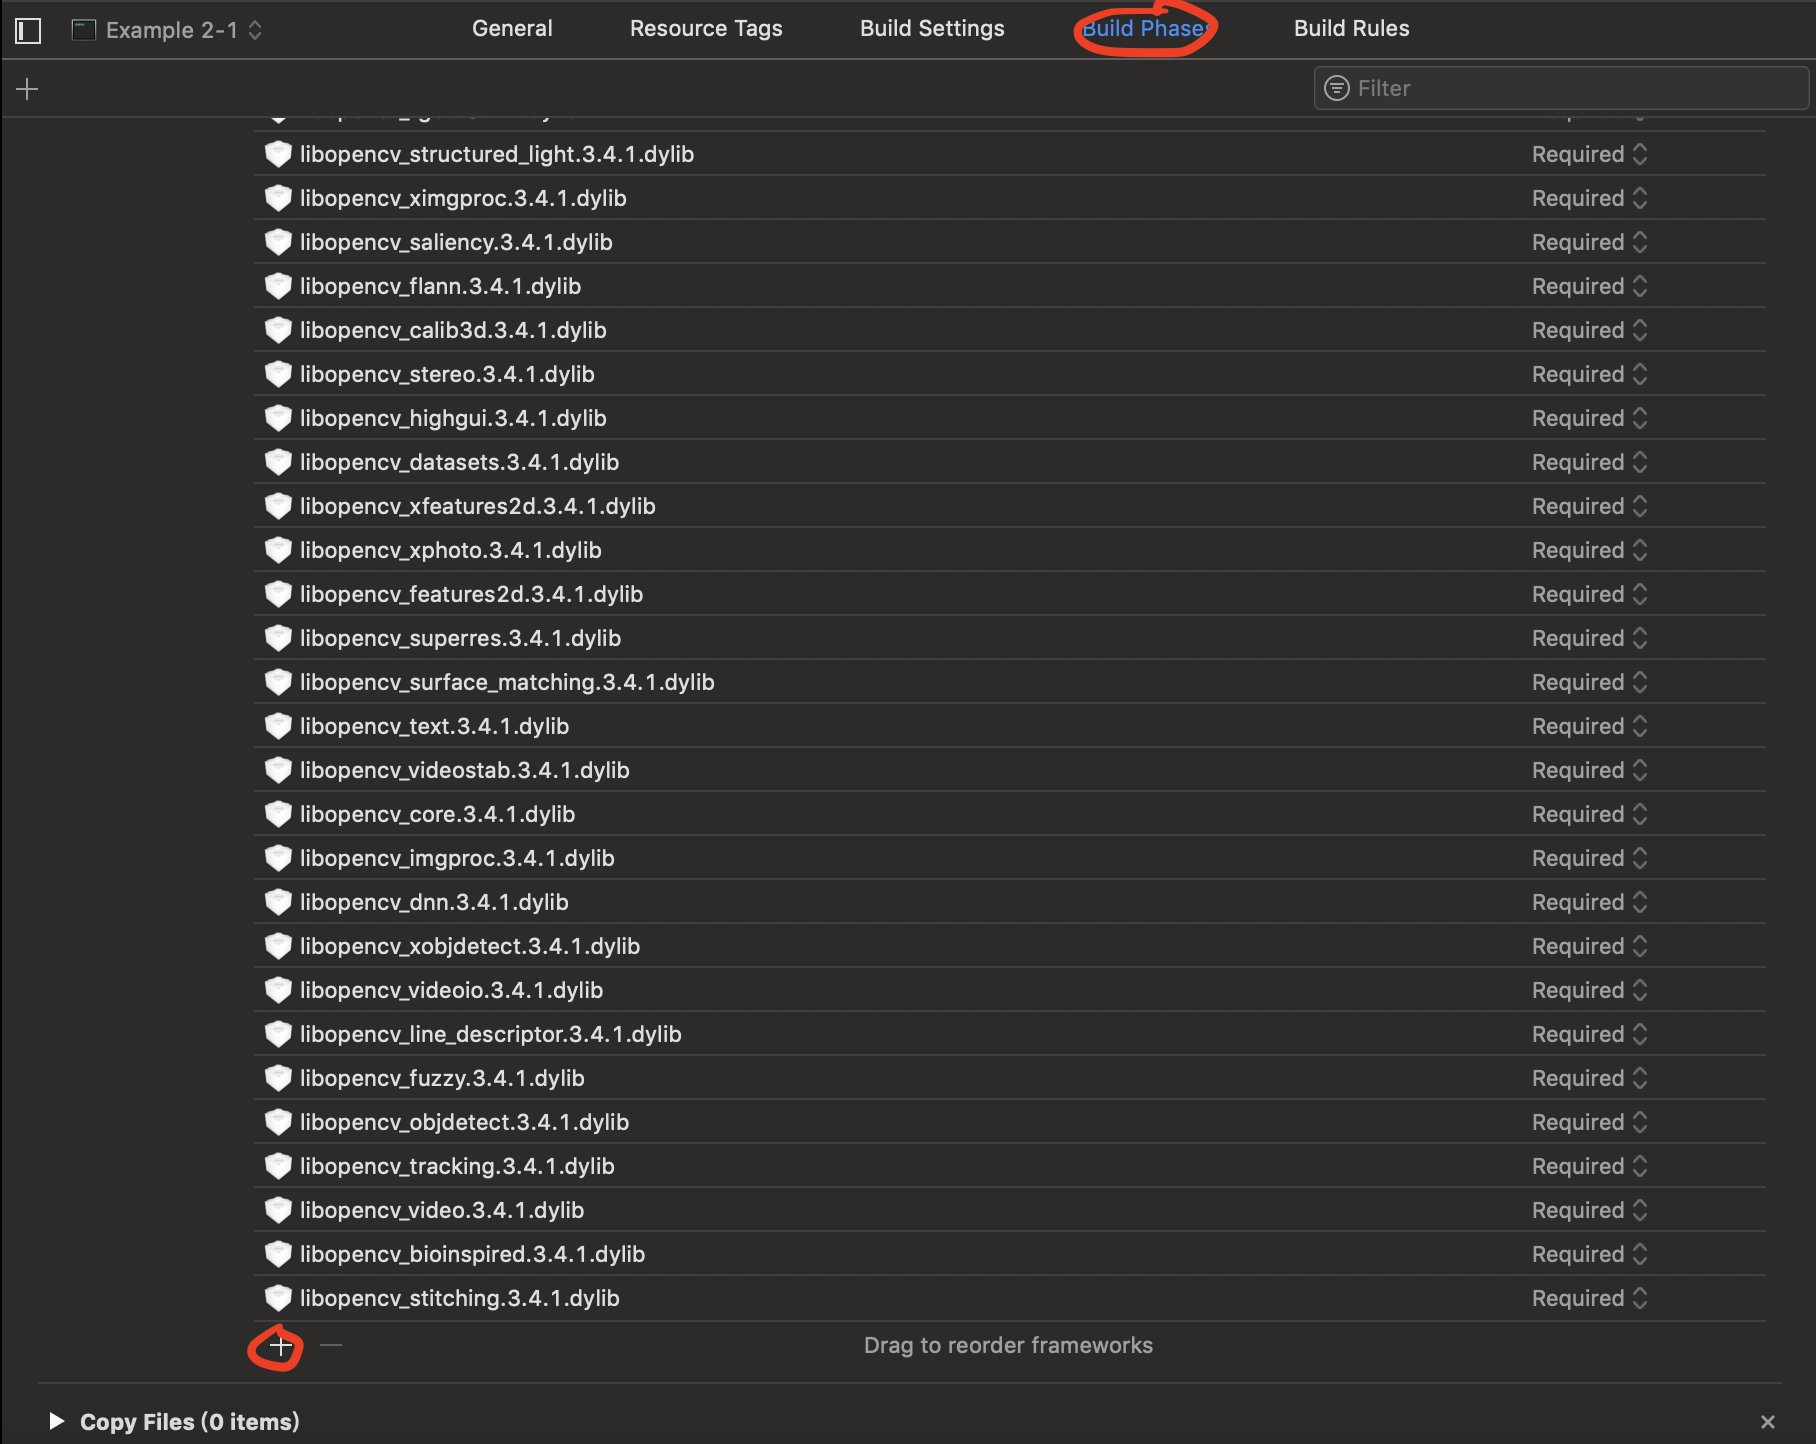 Example 2-1 General Resource Tags Build Settings Build Phases Build Rules
Filter
libopencv_structured_light.3.4.1.dylib Required
libopencv_ximgproc.3.4.1.dylib Required
libopencv_saliency.3.4.1.dylib Required
libopencv_flann.3.4.1.dylib Required
libopencv_calib3d.3.4.1.dylib Required
libopencv_stereo.3.4.1.dylib Required
libopencv_highgui.3.4.1.dylib Required
libopencv_datasets.3.4.1.dylib Required
libopencv_xfeatures2d.3.4.1.dylib Required
libopencv_xphoto.3.4.1.dylib Required
libopencv_features2d.3.4.1.dylib Required
libopencv_superres.3.4.1.dylib Required
libopencv_surface_matching.3.4.1.dylib Required
libopencv_text.3.4.1.dylib Required
libopencv_videostab.3.4.1.dylib Required
libopencv_core.3.4.1.dylib Required
libopencv_imgproc.3.4.1.dylib Required
libopencv_dnn.3.4.1.dylib Required
libopencv_xobjdetect.3.4.1.dylib Required
libopencv_videoio.3.4.1.dylib Required
libopencv_line_descriptor.3.4.1.dylib Required
libopencv_fuzzy.3.4.1.dylib Required
libopencv_objdetect.3.4.1.dylib Required
libopencv_tracking.3.4.1.dylib Required
libopencv_video.3.4.1.dylib Required
libopencv_bioinspired.3.4.1.dylib Required
libopencv_stitching.3.4.1.dylib Required
Drag to reorder frameworks
Copy Files (0 items)